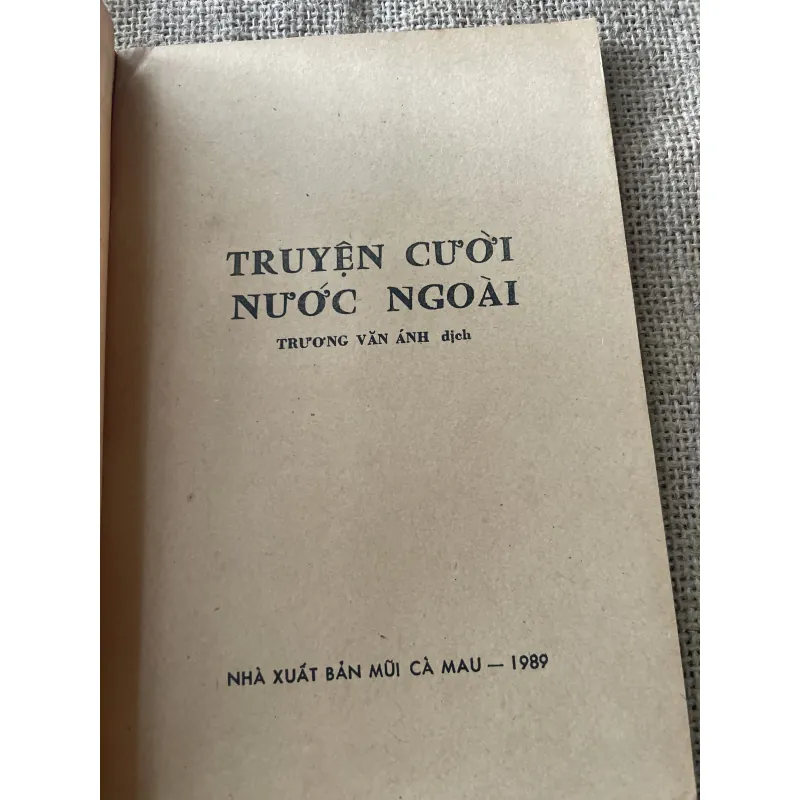 TRUYỆN CƯỜI
NƯỚC NGOÀI
TRƯƠNG VĂN ÁNH dịch
NHÀ XUẤT BẢN MŨI CÀ MAU — 1989